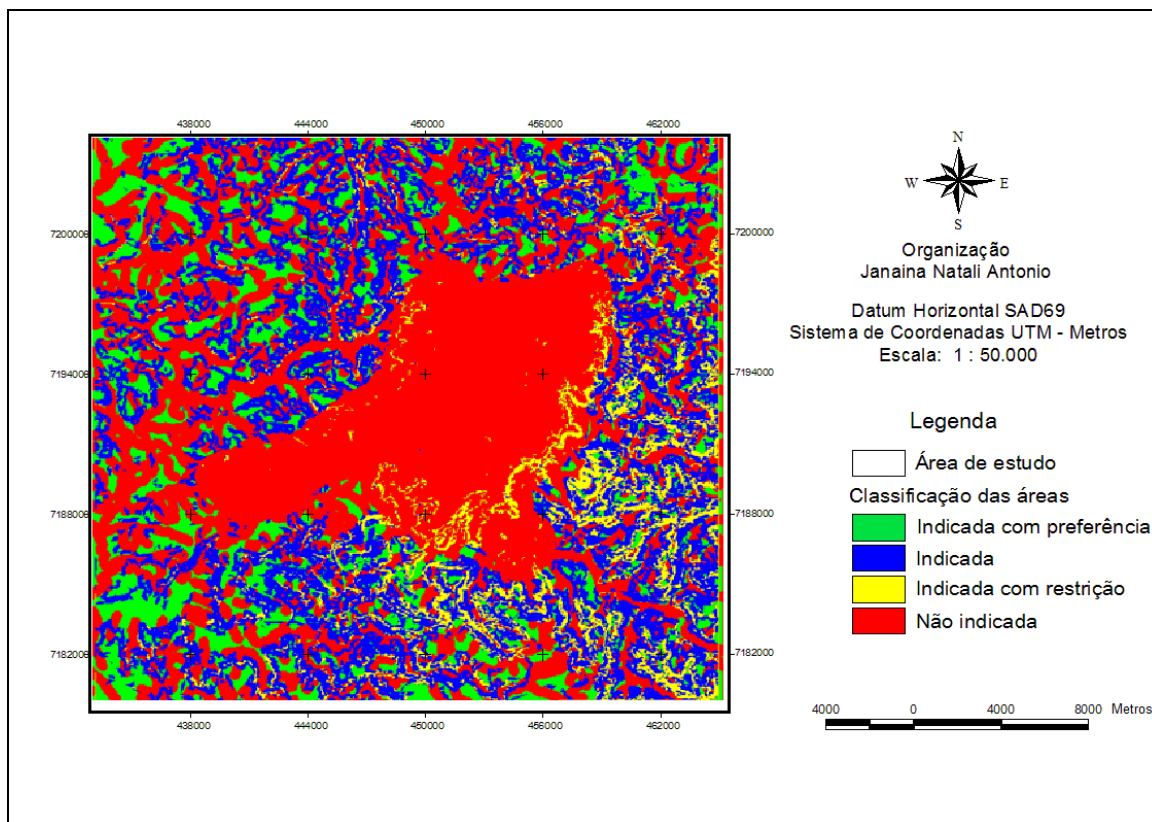 438000 444000 450000 456000 462000
7200000 7200000
7194000 7194000
7188000 7188000
7182000 7182000
438000 444000 450000 456000 462000
N
W E
S
Organização
Janaina Natali Antonio
Datum Horizontal SAD69
Sistema de Coordenadas UTM - Metros
Escala: 1 : 50.000
Legenda
Área de estudo
Classificação das áreas
Indicada com preferência
Indicada
Indicada com restrição
Não indicada
4000 0 4000 8000 Metros